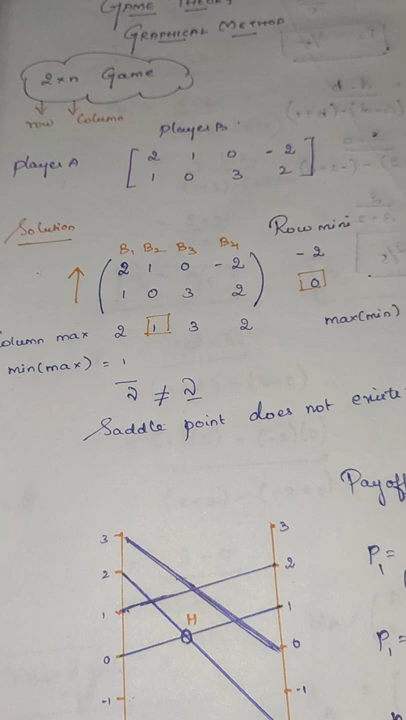 GAME THEORY
GRAPHICAL METHOD
2×n Game
row column
player B
player A [ 2 1 0 -2 ]
[ 1 0 3 2 ]
Solution
Row mini
B₁ B₂ B₃ B₄
( 2 1 0 -2 ) -2
( 1 0 3 2 ) 0
Column max 2 1 3 2 max(min)
min(max) = 1
≠
Saddle point does not exist
Payoff
3 3
2 2
P₁ =
1 1
H
P₁ =
0 0
-1 -1